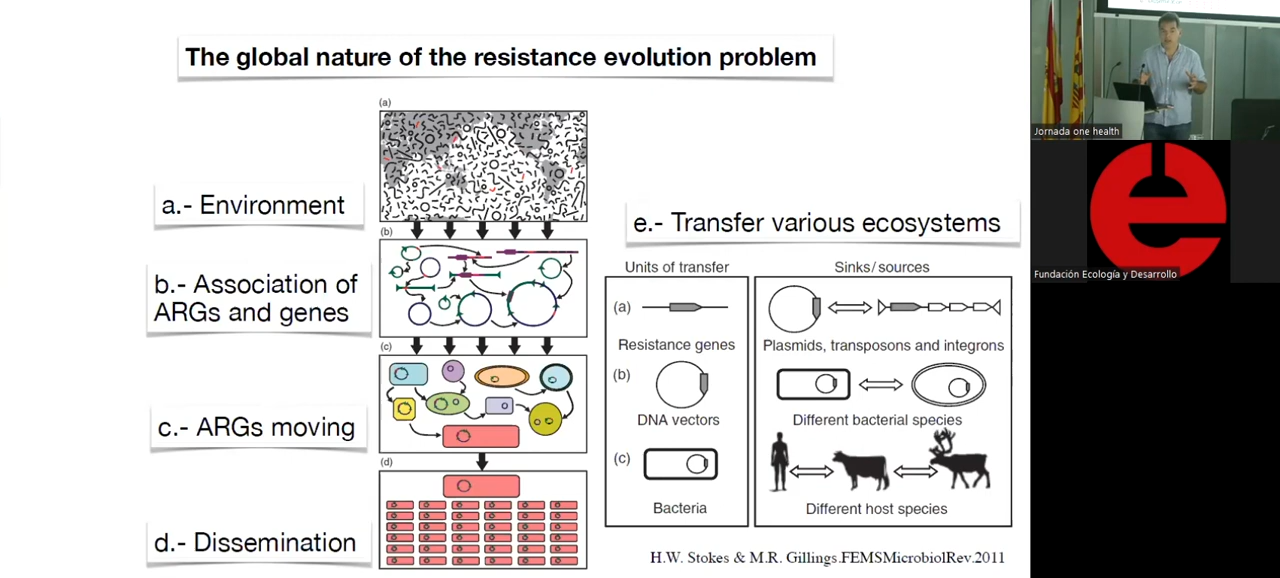 The global nature of the resistance evolution problem
(a)
a.- Environment
(b)
b.- Association of
ARGs and genes
(c)
c.- ARGs moving
(d)
d.- Dissemination
e.- Transfer various ecosystems
Units of transfer
Sinks/sources
(a)
Resistance genes
Plasmids, transposons and integrons
(b)
DNA vectors
Different bacterial species
(c)
Bacteria
Different host species
H.W. Stokes & M.R. Gillings.FEMSMicrobiolRev.2011
Jornada one health
e
Fundación Ecología y Desarrollo